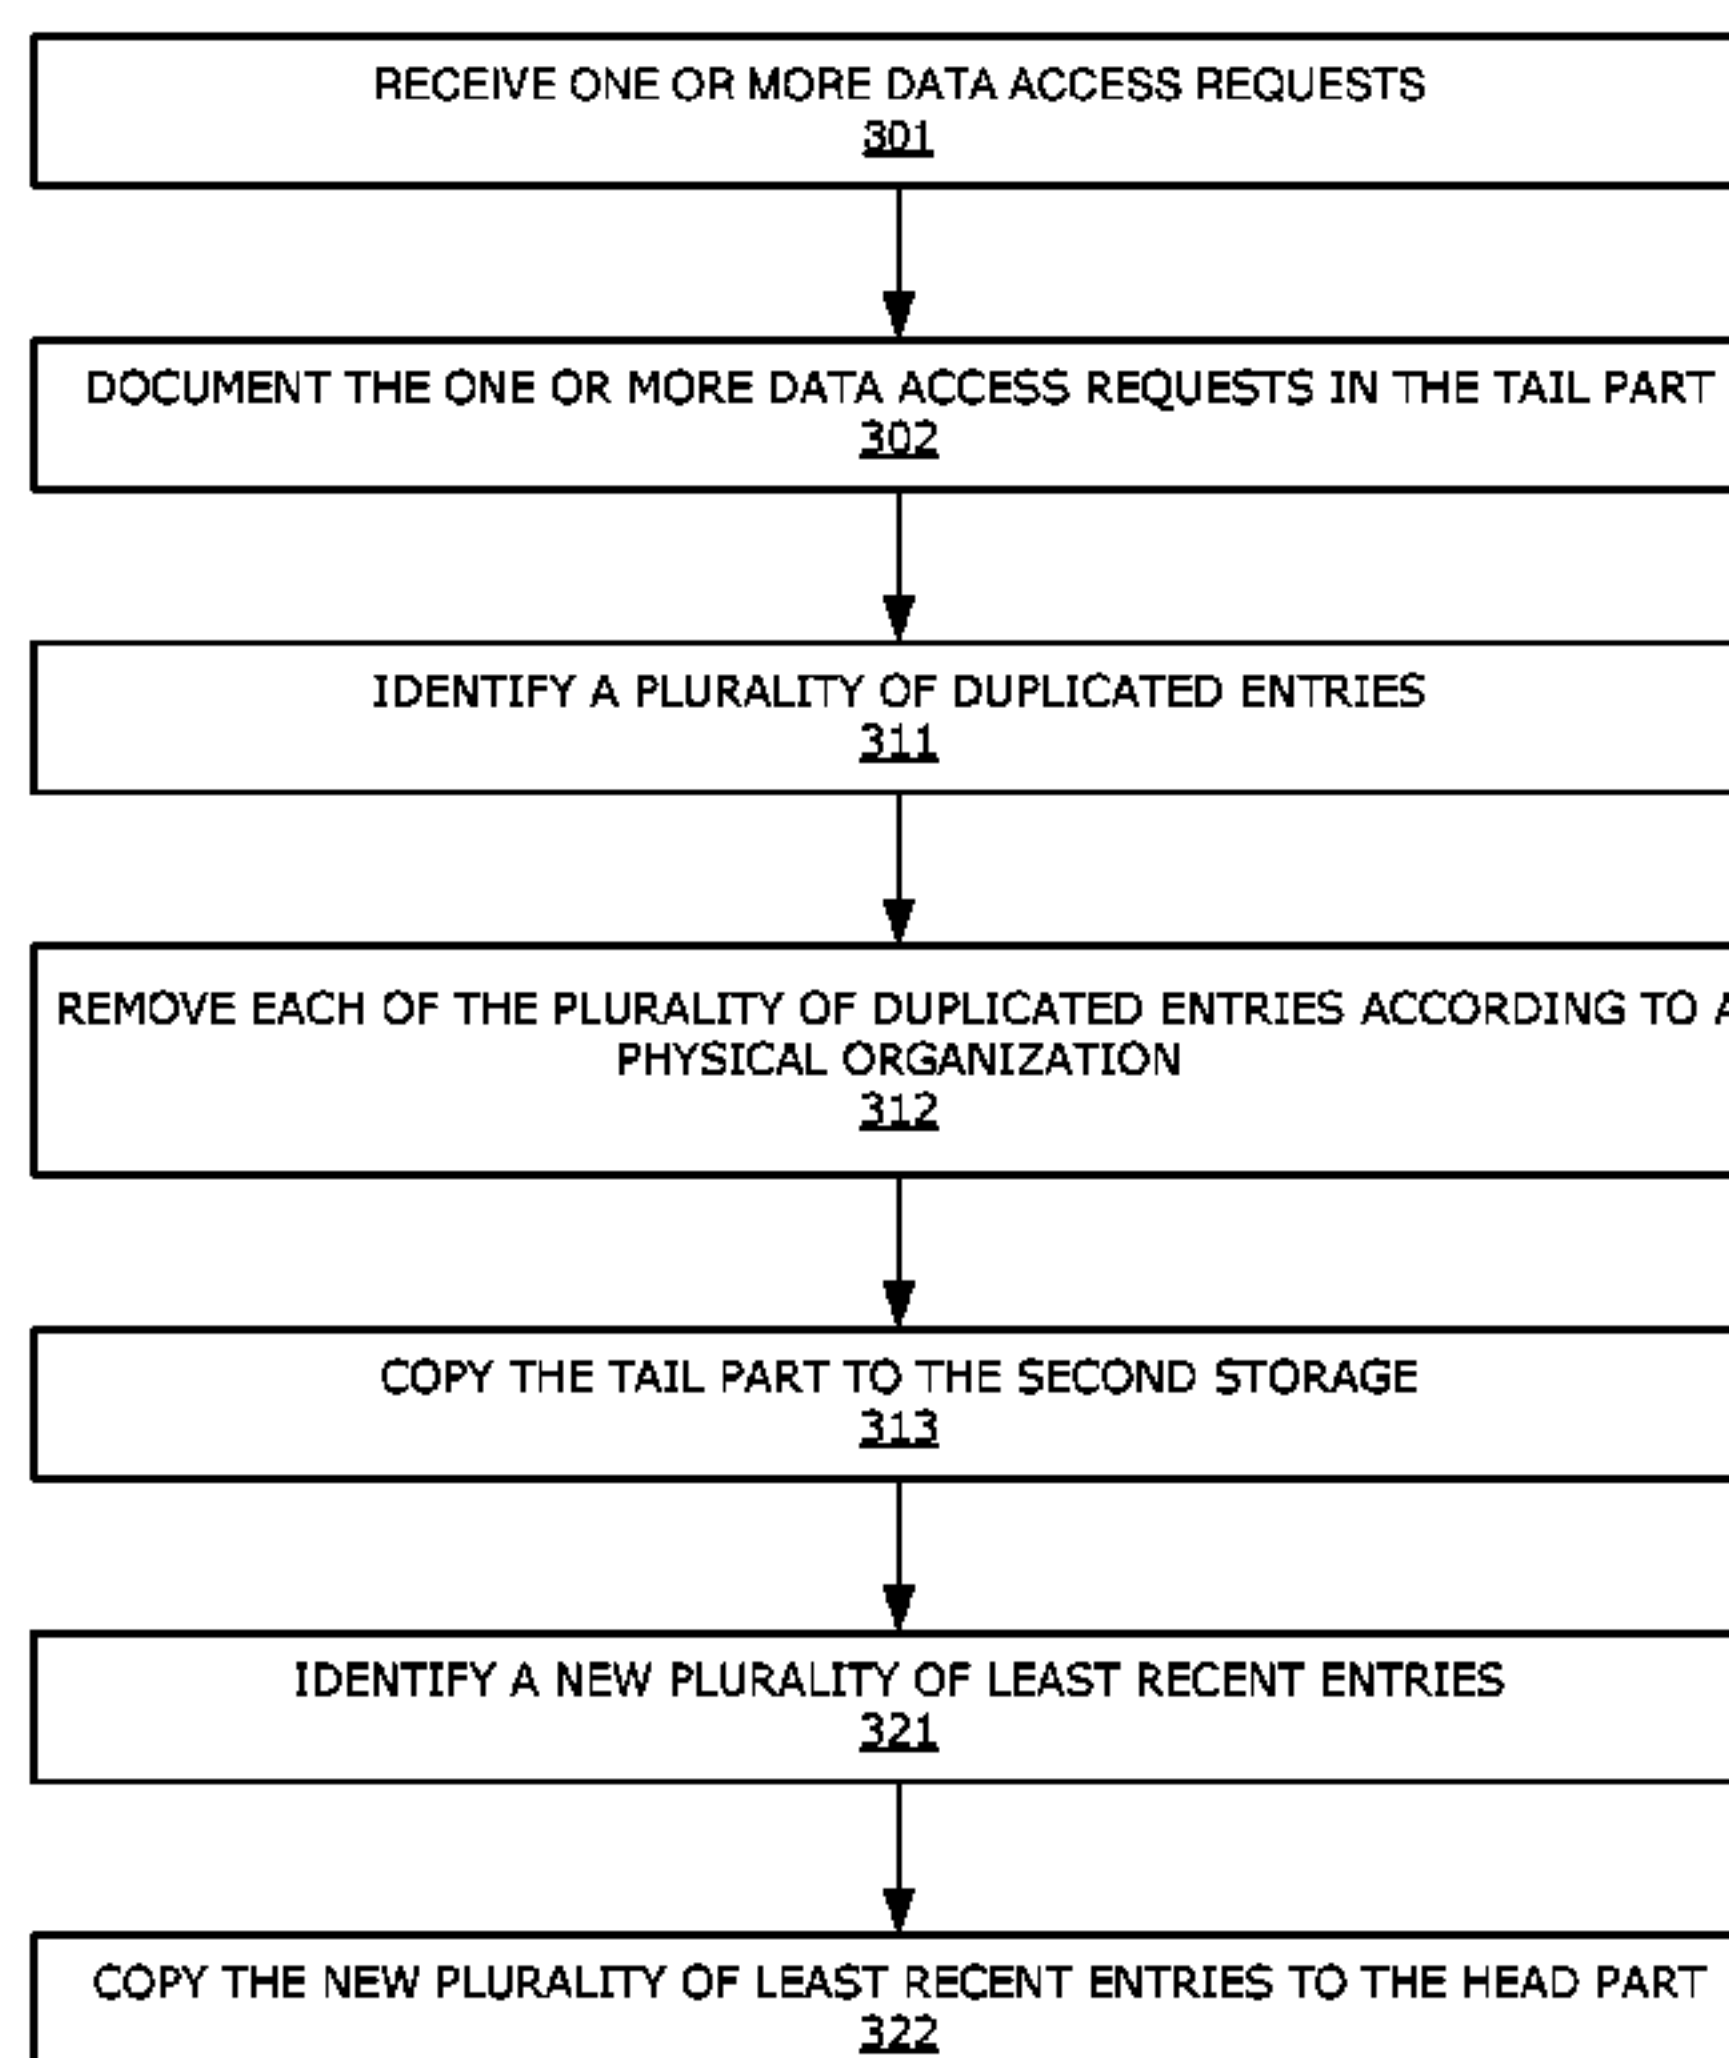 RECEIVE ONE OR MORE DATA ACCESS REQUESTS
301
DOCUMENT THE ONE OR MORE DATA ACCESS REQUESTS IN THE TAIL PART
302
IDENTIFY A PLURALITY OF DUPLICATED ENTRIES
311
REMOVE EACH OF THE PLURALITY OF DUPLICATED ENTRIES ACCORDING TO A
PHYSICAL ORGANIZATION
312
COPY THE TAIL PART TO THE SECOND STORAGE
313
IDENTIFY A NEW PLURALITY OF LEAST RECENT ENTRIES
321
COPY THE NEW PLURALITY OF LEAST RECENT ENTRIES TO THE HEAD PART
322